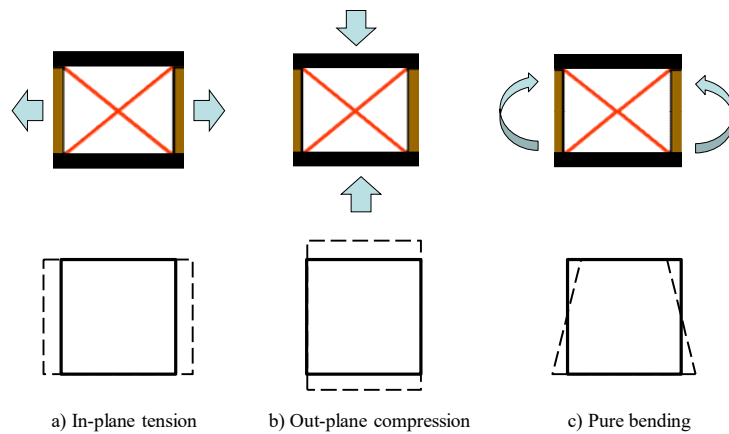 a) In-plane tension
b) Out-plane compression
c) Pure bending